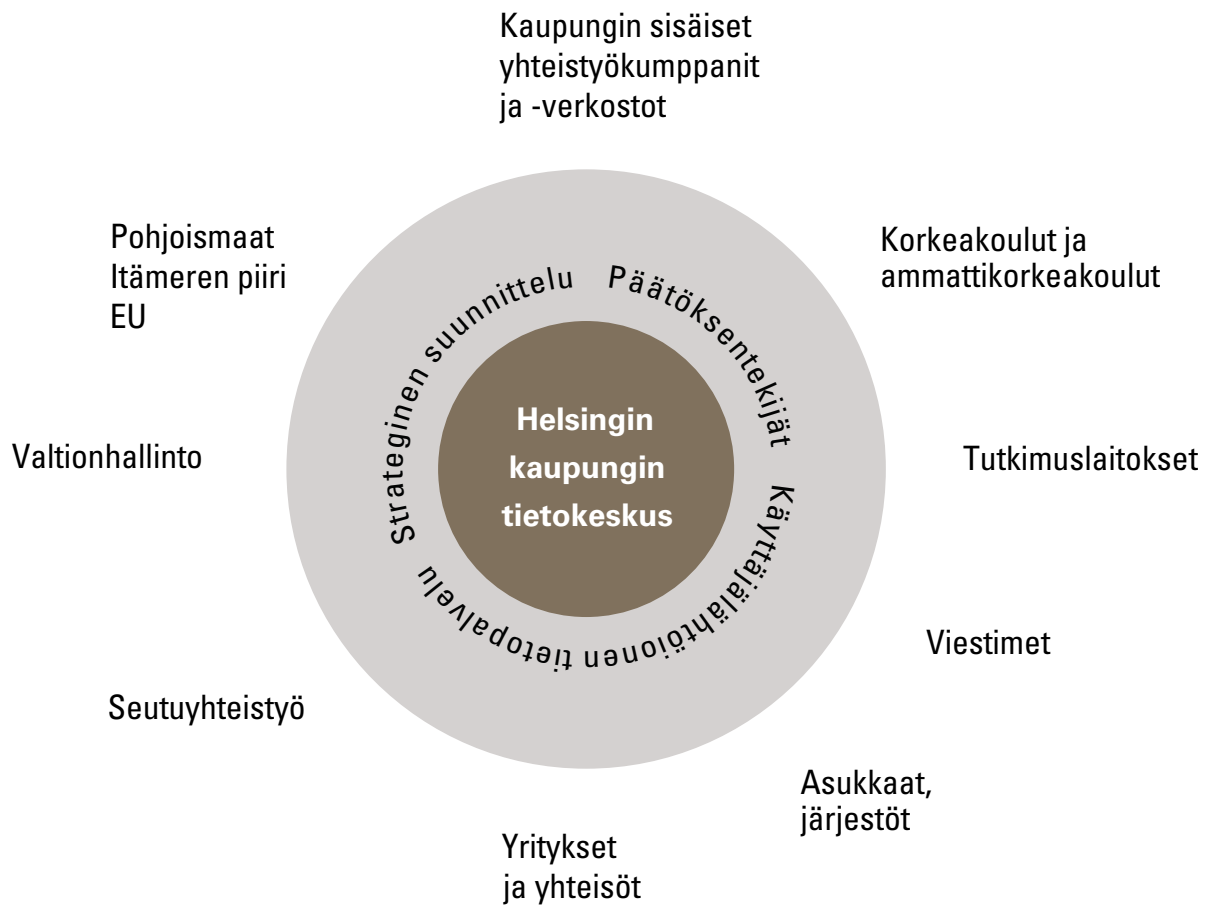 Kaupungin sisäiset
yhteistyökumppanit
ja -verkostot
Pohjoismaat
Itämeren piiri
EU
Korkeakoulut ja
ammattikorkeakoulut
Strateginen suunnittelu
Päätöksentekijät
Käyttäjälähtöionen tietopalvelu
Helsingin
kaupungin
tietokeskus
Valtionhallinto
Tutkimuslaitokset
Viestimet
Seutuyhteistyö
Asukkaat,
järjestöt
Yritykset
ja yhteisöt